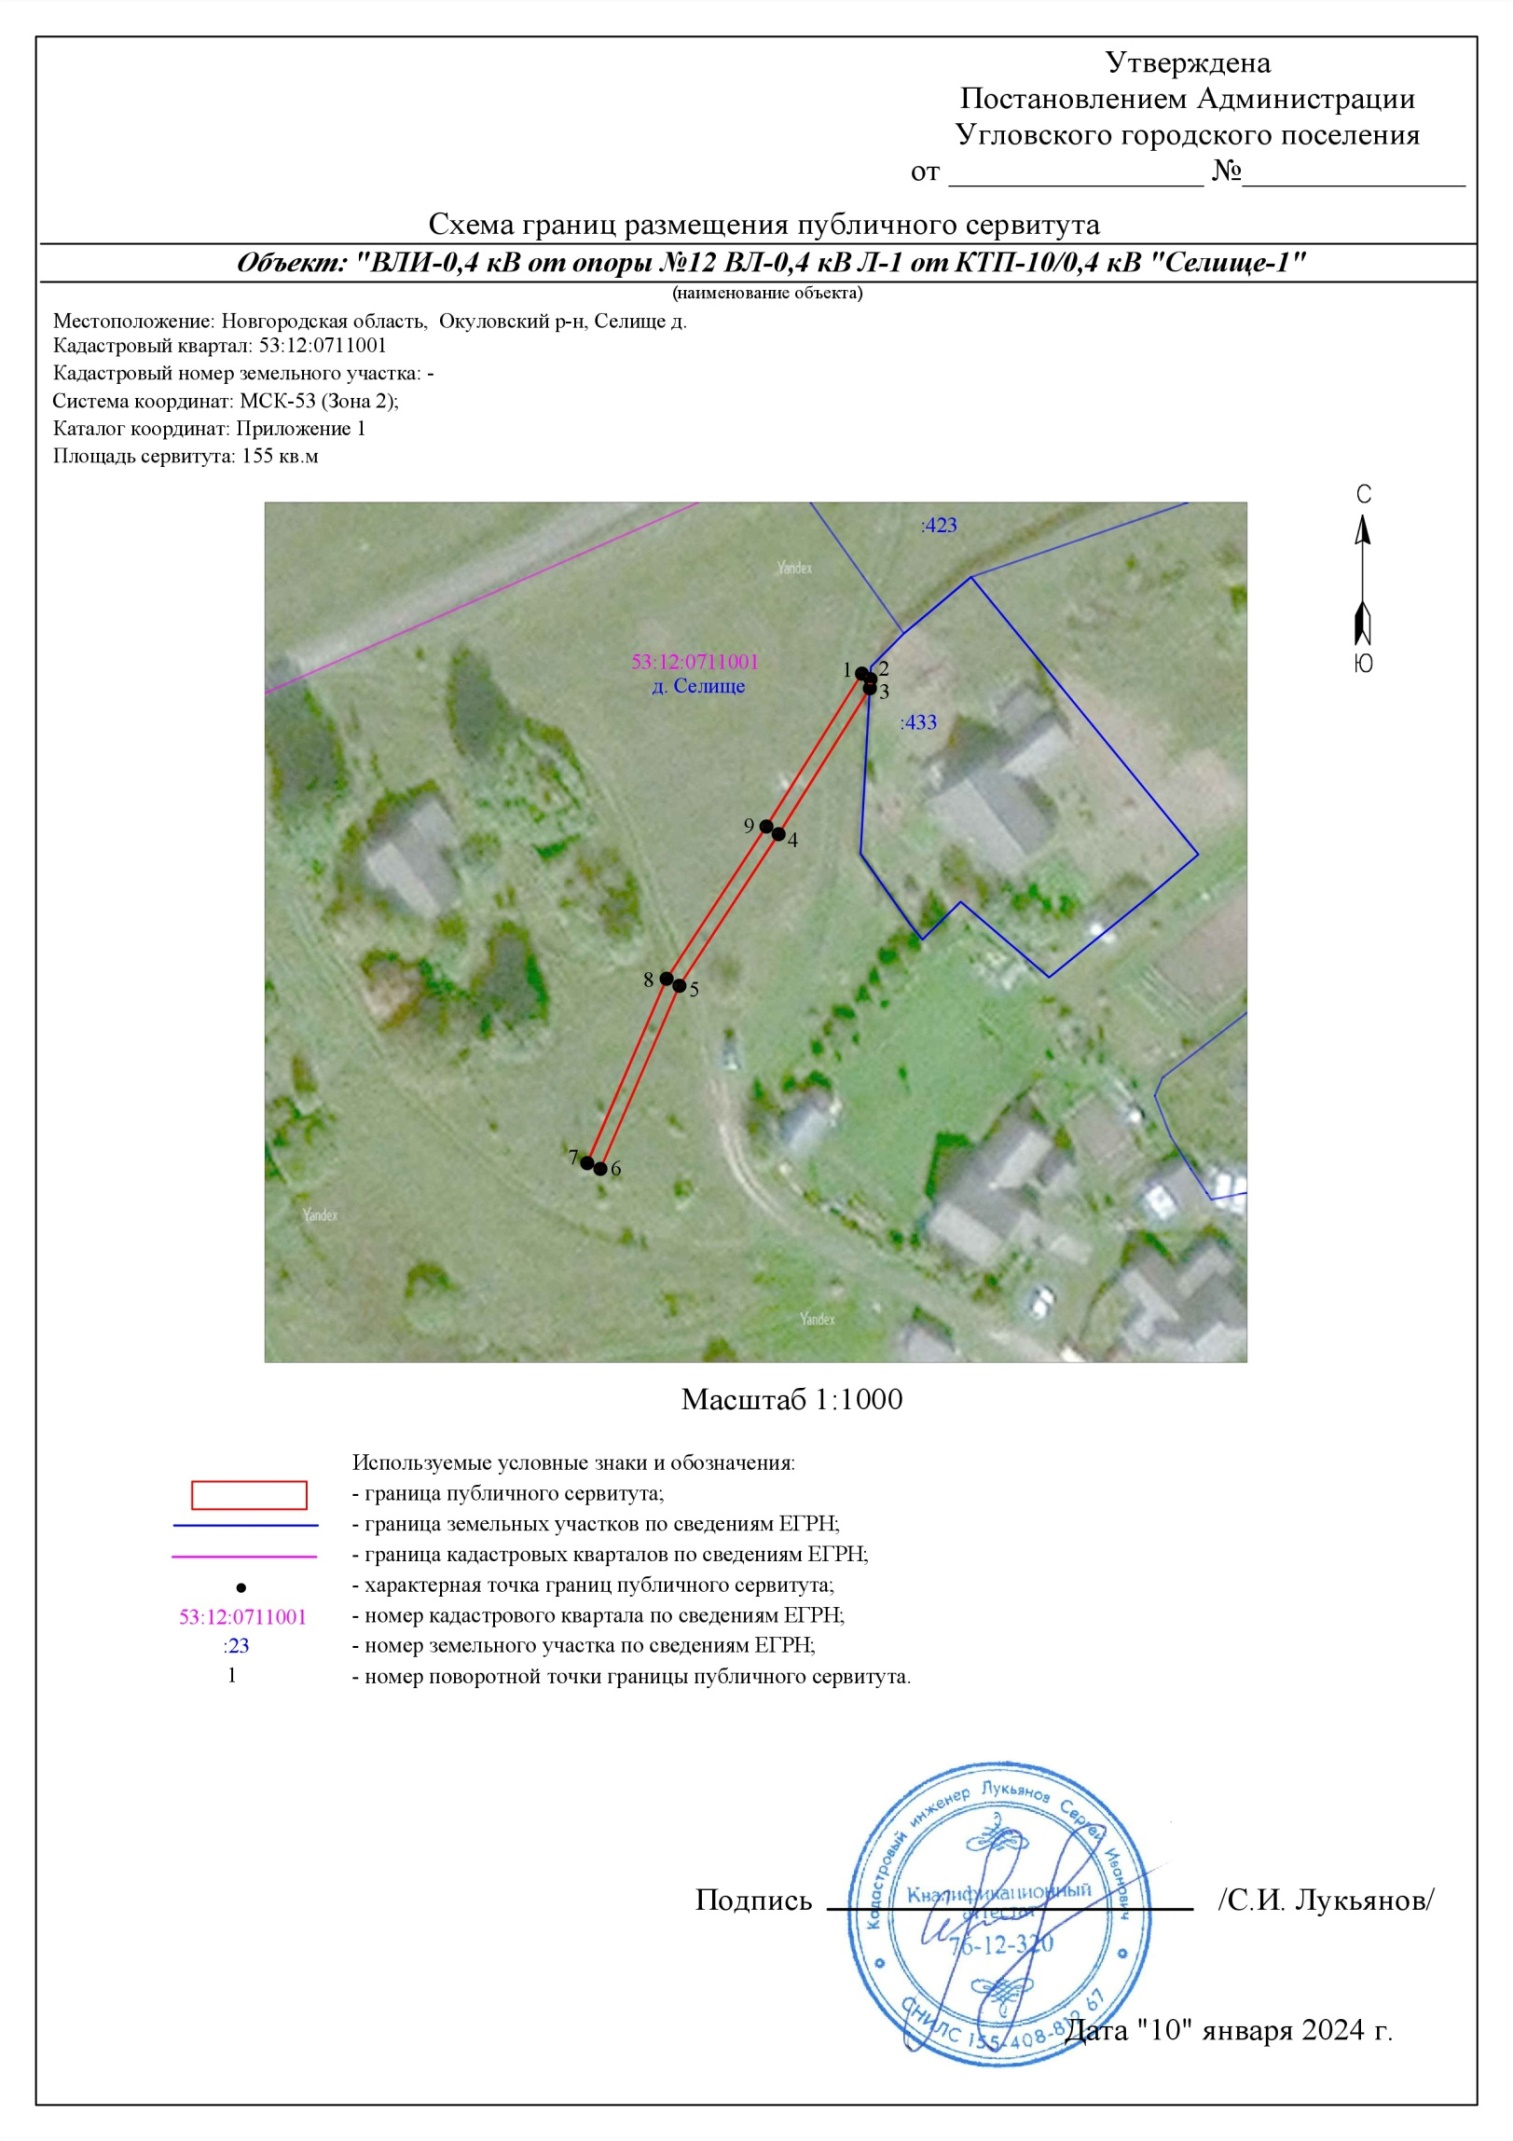 Утверждена
Постановлением Администрации
Угловского городского поселения
от ________________ №______________
Схема границ размещения публичного сервитута
Объект: "ВЛИ-0,4 кВ от опоры №12 ВЛ-0,4 кВ Л-1 от КТП-10/0,4 кВ "Селище-1"
(наименование объекта)
Местоположение: Новгородская область, Окуловский р-н, Селище д.
Кадастровый квартал: 53:12:0711001
Кадастровый номер земельного участка: -
Система координат: МСК-53 (Зона 2);
Каталог координат: Приложение 1
Площадь сервитута: 155 кв.м
С
Ю
:423
Yandex
53:12:0711001
д. Селище
1
2
3
:433
9
4
8
5
7
6
Yandex
Yandex
Масштаб 1:1000
Используемые условные знаки и обозначения:
- граница публичного сервитута;
- граница земельных участков по сведениям ЕГРН;
- граница кадастровых кварталов по сведениям ЕГРН;
- характерная точка границ публичного сервитута;
53:12:0711001 - номер кадастрового квартала по сведениям ЕГРН;
:23 - номер земельного участка по сведениям ЕГРН;
1 - номер поворотной точки границы публичного сервитута.
Кадастровый инженер Лукьянов Сергей Иванович
Квалификационный
аттестат
76-12-320
СНИЛС 155-408-812 67
Подпись /С.И. Лукьянов/
Дата "10" января 2024 г.